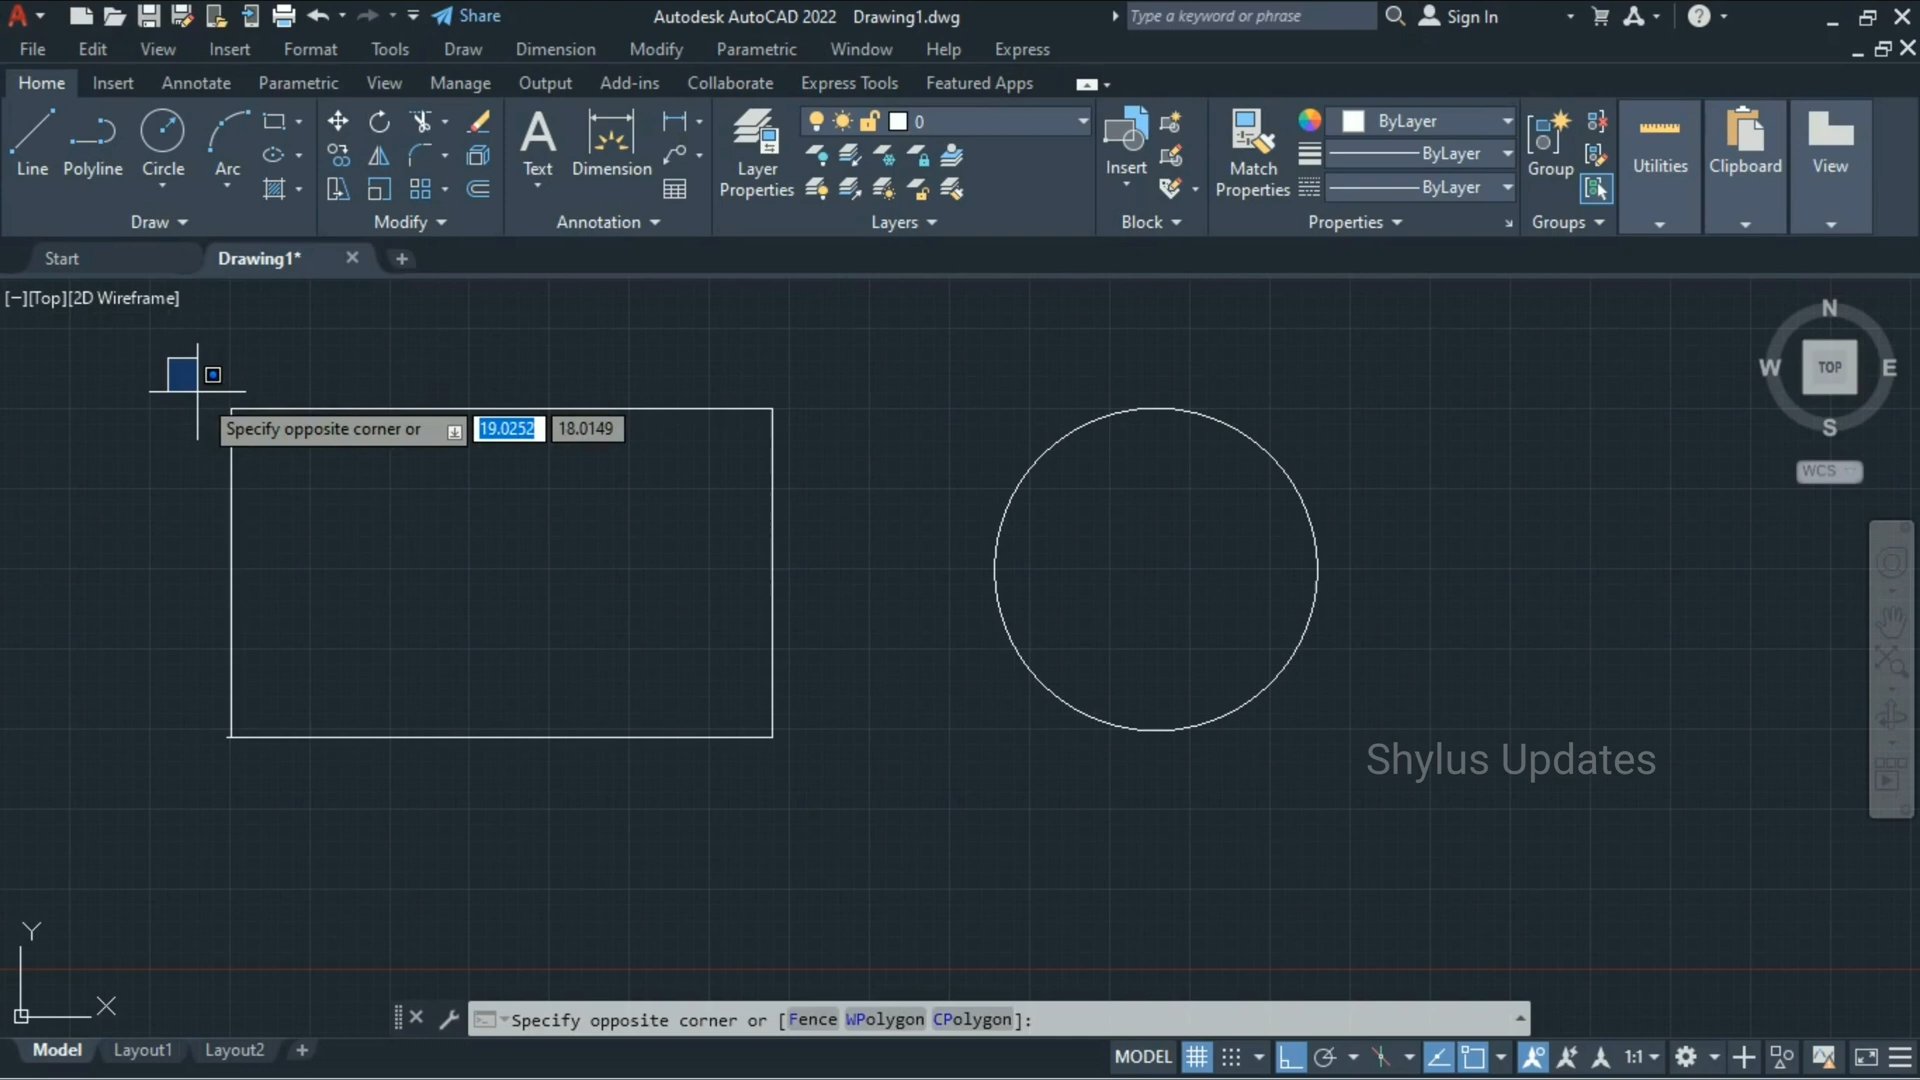 Share
Autodesk AutoCAD 2022 Drawing1.dwg
Type a keyword or phrase
Sign In
File Edit View Insert Format Tools Draw Dimension Modify Parametric Window Help Express
Home Insert Annotate Parametric View Manage Output Add-ins Collaborate Express Tools Featured Apps
0
ByLayer
ByLayer
ByLayer
Line Polyline Circle Arc
Text Dimension
Layer
Properties
Insert
Match
Properties
Group
Utilities
Clipboard
View
Draw Modify Annotation Layers Block Properties Groups
Start Drawing1*
[−][Top][2D Wireframe]
N
W TOP E
S
WCS
Specify opposite corner or 19.0252 18.0149
Shylus Updates
Y
X
Specify opposite corner or [Fence WPolygon CPolygon]:
Model Layout1 Layout2
MODEL 1:1